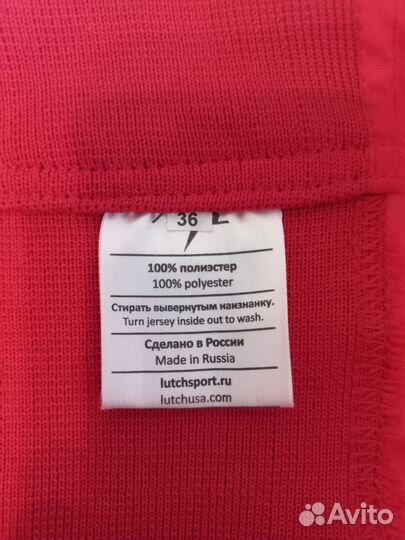 36
100% полиэстер
100% polyester
Стирать вывернутым наизнанку.
Turn jersey inside out to wash.
Сделано в России
Made in Russia
lutchsport.ru
lutchusa.com
Avito